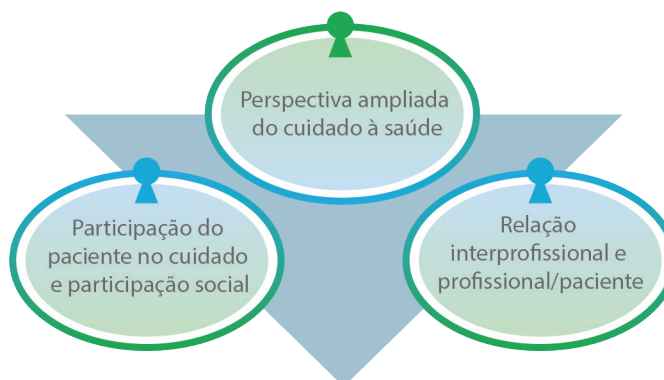 Perspectiva ampliada
do cuidado à saúde
Participação do
paciente no cuidado
e participação social
Relação
interprofissional e
profissional/paciente